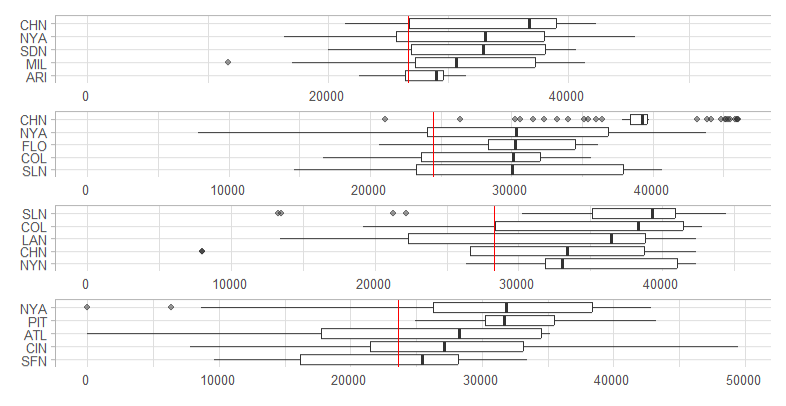 CHN
NYA
SDN
MIL
ARI
0 20000 40000
CHN
NYA
FLO
COL
SLN
0 10000 20000 30000 40000
SLN
COL
LAN
CHN
NYN
0 10000 20000 30000 40000
NYA
PIT
ATL
CIN
SFN
0 10000 20000 30000 40000 50000